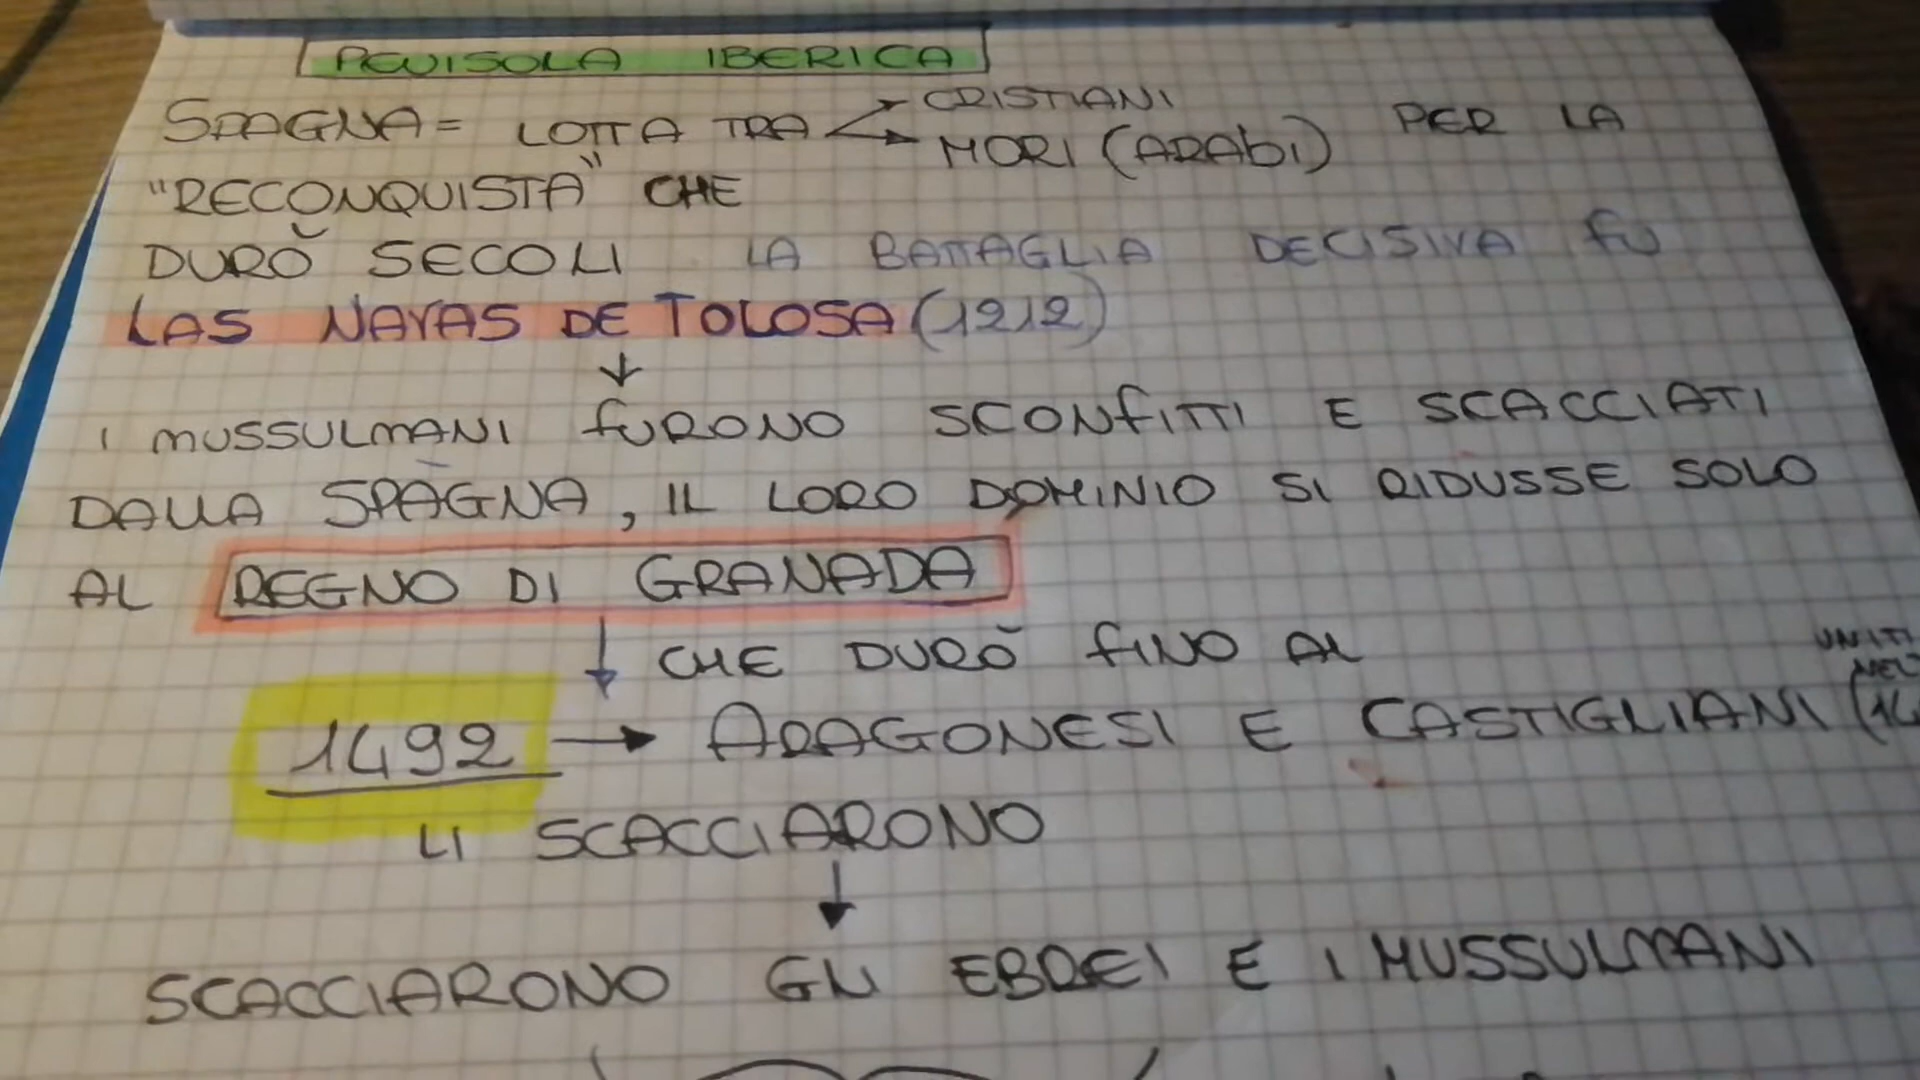 PENISOLA IBERICA
SPAGNA = LOTTA TRA CRISTIANI
MORI (ARAbI) PER LA
"RECONQUISTA" CHE
DURÒ SECOLI LA BATTAGLIA DECISIVA fU
LAS NAVAS DE TOLOSA (1212)
↓
I MUSSULMANI fURONO SCONfITTI E SCACCIATI
DALLA SPAGNA, IL LORO DOMINIO SI RIDUSSE SOLO
AL REGNO DI GRANADA
↓ CHE DURÒ fINO AL
UNITI
NEL
1492 → ARAGONESI E CASTIGLIANI (14
LI SCACCIARONO
↓
SCACCIARONO GLI EBREI E I MUSSULMANI